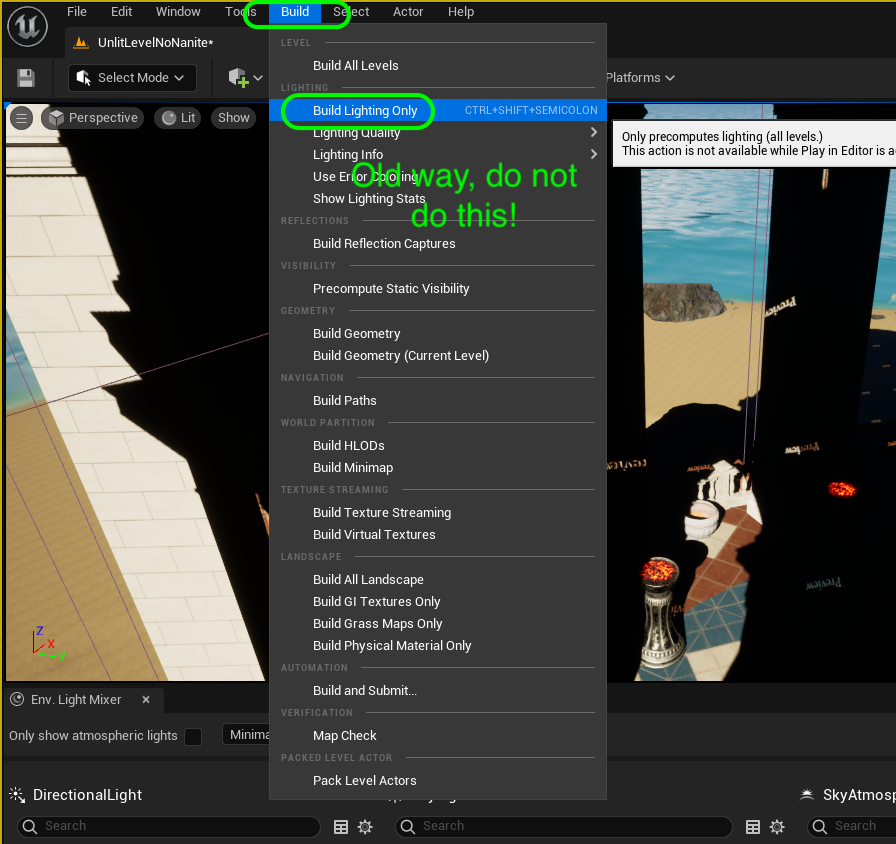 File Edit Window Tools Build Select Actor Help
UnlitLevelNoNanite*
Select Mode
Platforms
Perspective Lit Show
LEVEL
Build All Levels
LIGHTING
Build Lighting Only CTRL+SHIFT+SEMICOLON
Lighting Quality
Lighting Info
Use Error Coloring
Show Lighting Stats
Old way, do not
do this!
REFLECTIONS
Build Reflection Captures
VISIBILITY
Precompute Static Visibility
GEOMETRY
Build Geometry
Build Geometry (Current Level)
NAVIGATION
Build Paths
WORLD PARTITION
Build HLODs
Build Minimap
TEXTURE STREAMING
Build Texture Streaming
Build Virtual Textures
LANDSCAPE
Build All Landscape
Build GI Textures Only
Build Grass Maps Only
Build Physical Material Only
AUTOMATION
Build and Submit...
VERIFICATION
Map Check
PACKED LEVEL ACTOR
Pack Level Actors
Only precomputes lighting (all levels.)
This action is not available while Play in Editor is a
Preview
Preview
Preview
Preview
Z
X
Y
Env. Light Mixer
Only show atmospheric lights
Minima
DirectionalLight
SkyAtmosp
Search
Search
Search